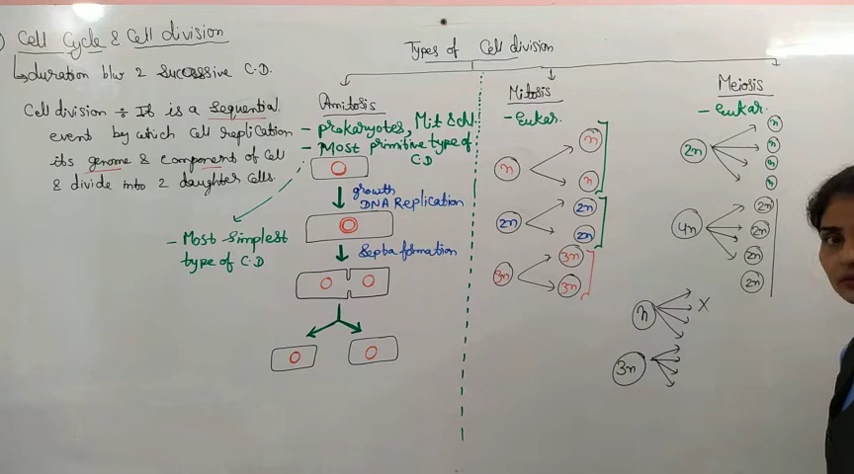 Cell Cycle & Cell division
duration b/w 2 Successive C.D.
Cell division ÷ It is a Sequential
event by which Cell replication
its genome & component of Cell
& divide into 2 daughter Cells.
Types of Cell division
Amitosis
- prokaryotes, Mit & chl.
- Most primitive type of
C.D
growth
DNA Replication
Septa formation
- Most Simplest
type of C.D
Mitosis
- Eukar.
n
n
n
2n
2n
2n
3n
3n
3n
Meiosis
- Eukar.
2n
n
n
n
n
4n
2n
2n
2n
2n
n
X
3n